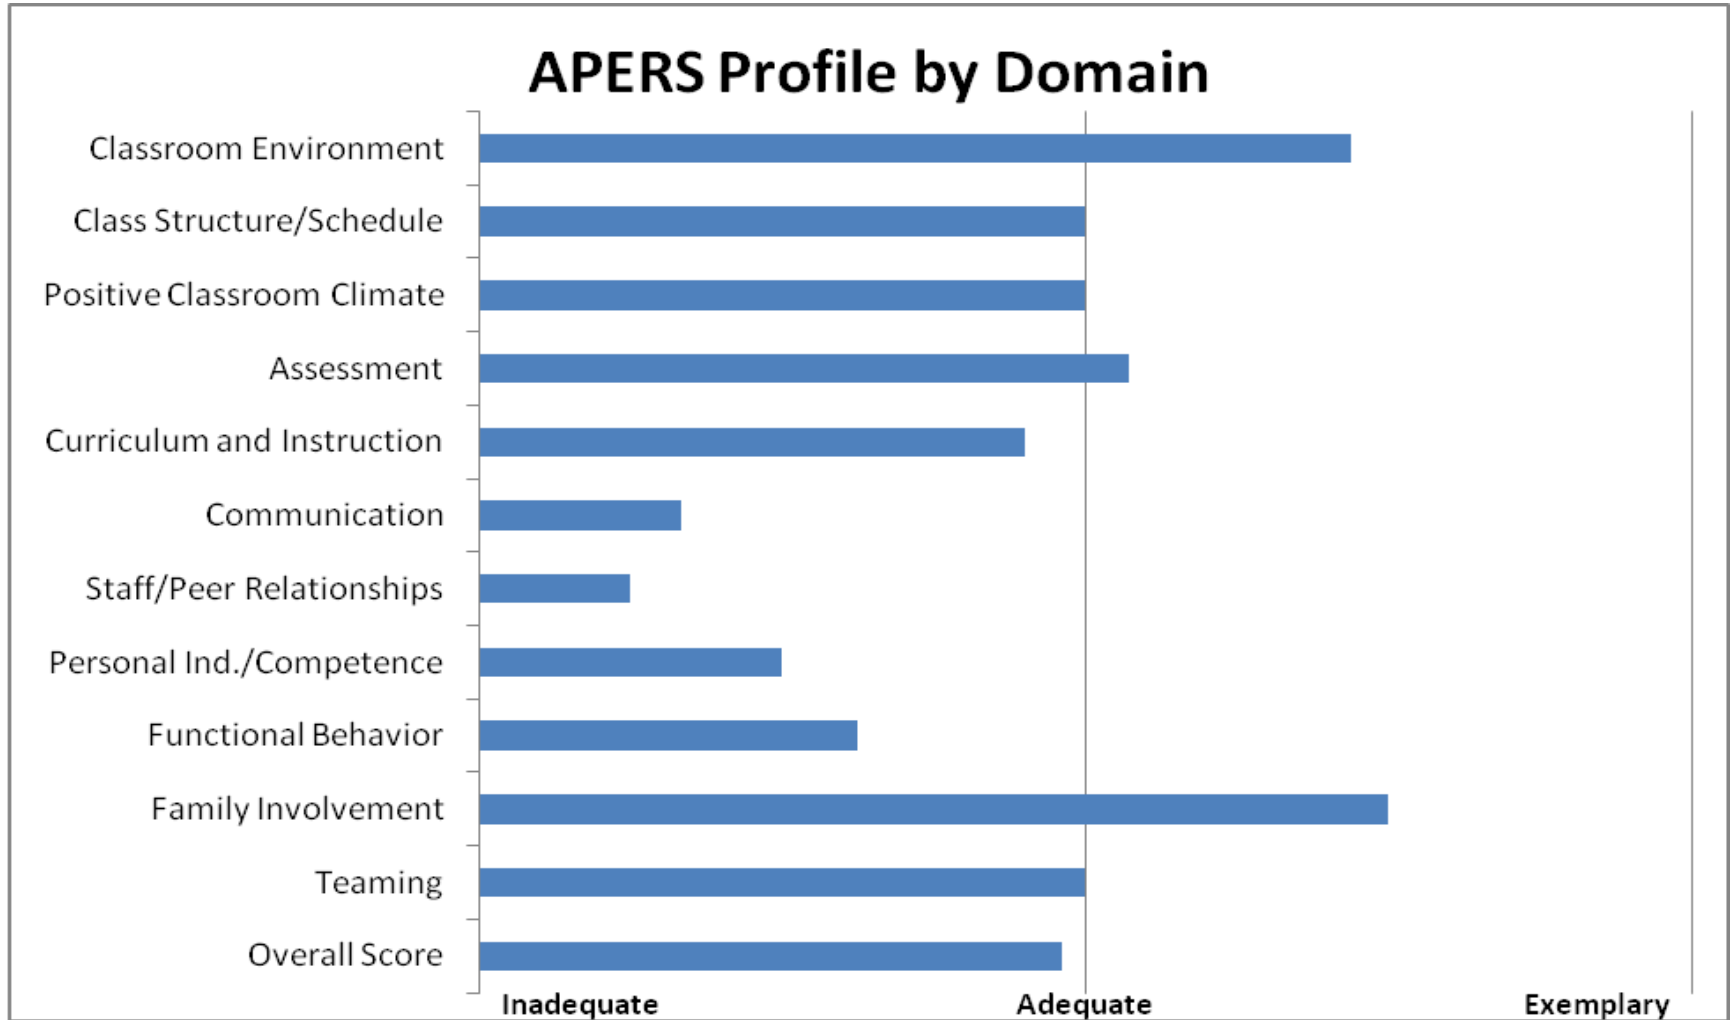 APERS Profile by Domain
Classroom Environment
Class Structure/Schedule
Positive Classroom Climate
Assessment
Curriculum and Instruction
Communication
Staff/Peer Relationships
Personal Ind./Competence
Functional Behavior
Family Involvement
Teaming
Overall Score
Inadequate Adequate Exemplary